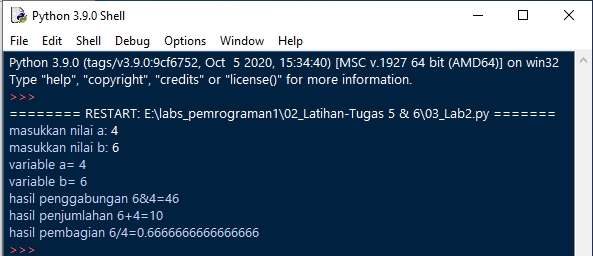 Python 3.9.0 Shell
File Edit Shell Debug Options Window Help
Python 3.9.0 (tags/v3.9.0:9cf6752, Oct  5 2020, 15:34:40) [MSC v.1927 64 bit (AMD64)] on win32
Type "help", "copyright", "credits" or "license()" for more information.
>>>
======== RESTART: E:\labs_pemrograman1\02_Latihan-Tugas 5 & 6\03_Lab2.py =======
masukkan nilai a: 4
masukkan nilai b: 6
variable a= 4
variable b= 6
hasil penggabungan 6&4=46
hasil penjumlahan 6+4=10
hasil pembagian 6/4=0.6666666666666666
>>>